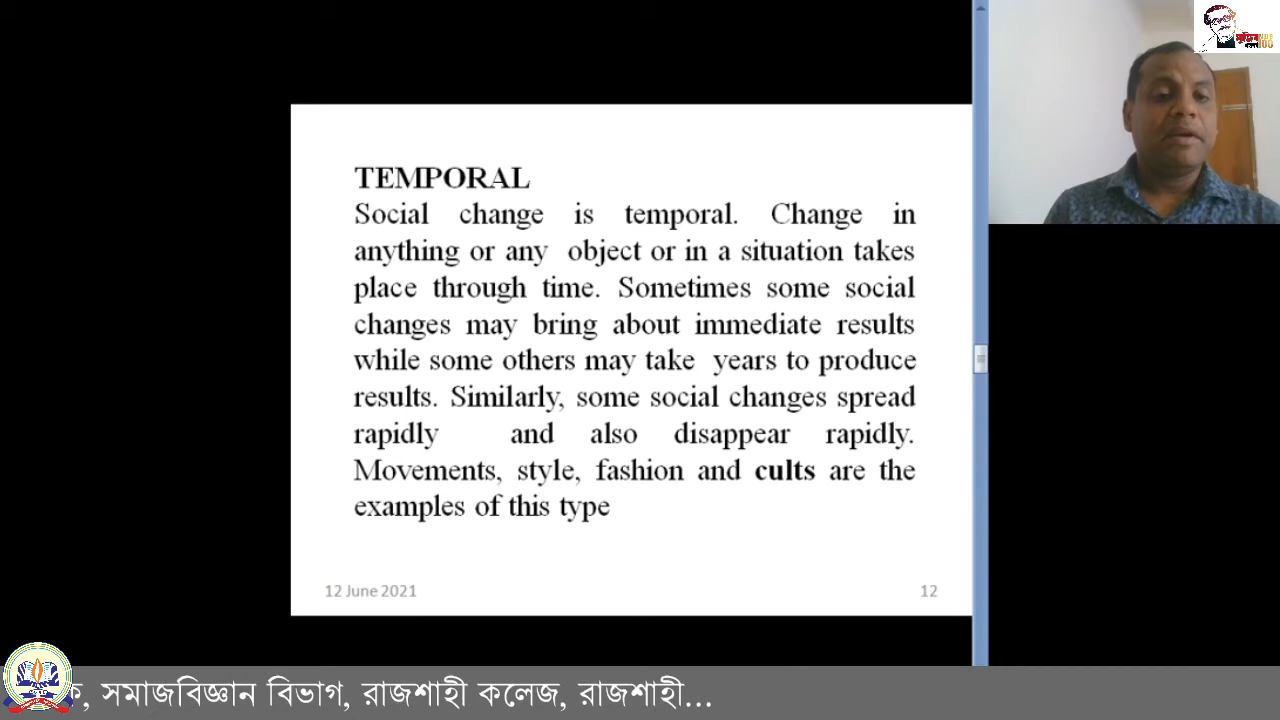 TEMPORAL
Social change is temporal. Change in
anything or any object or in a situation takes
place through time. Sometimes some social
changes may bring about immediate results
while some others may take years to produce
results. Similarly, some social changes spread
rapidly and also disappear rapidly.
Movements, style, fashion and cults are the
examples of this type
12 June 2021
12
ক, সমাজবিজ্ঞান বিভাগ, রাজশাহী কলেজ, রাজশাহী...